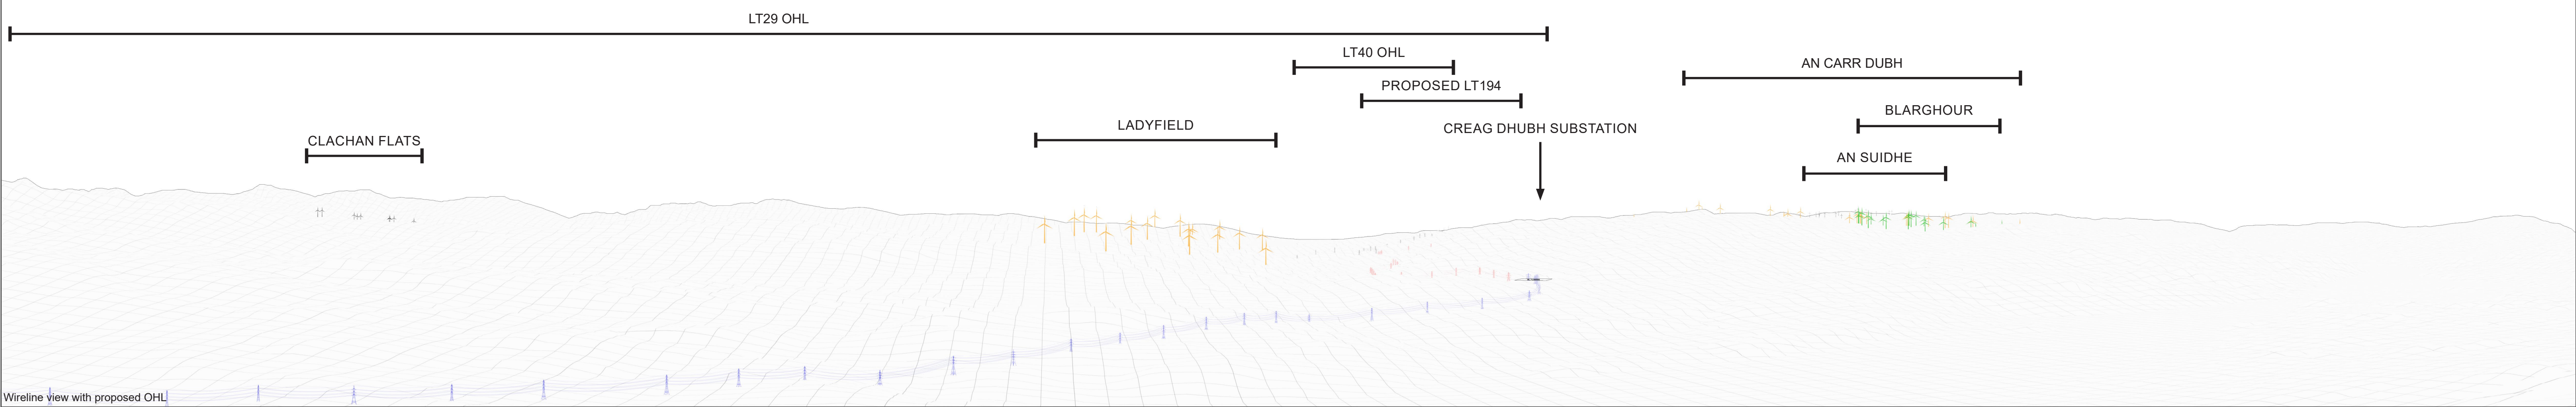 LT29 OHL
LT40 OHL
AN CARR DUBH
PROPOSED LT194
BLARGHOUR
LADYFIELD
CREAG DHUBH SUBSTATION
CLACHAN FLATS
AN SUIDHE
Wireline view with proposed OHL